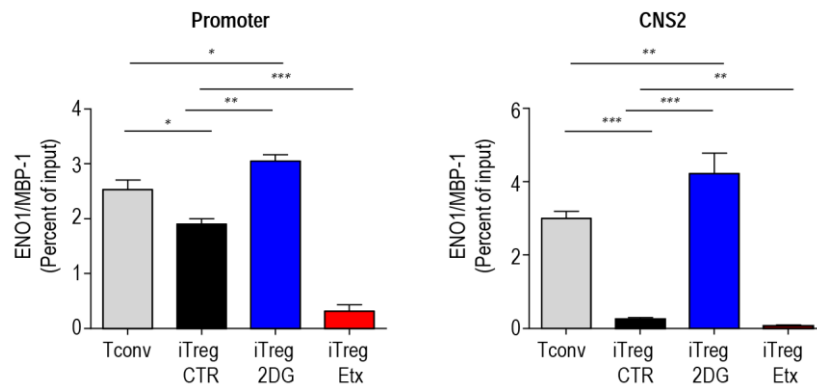 Promoter
*
***
**
*
ENO1/MBP-1
(Percent of input)
4
3
2
1
0
Tconv
iTreg
CTR
iTreg
2DG
iTreg
Etx
CNS2
**
**
***
***
ENO1/MBP-1
(Percent of input)
6
4
2
0
Tconv
iTreg
CTR
iTreg
2DG
iTreg
Etx